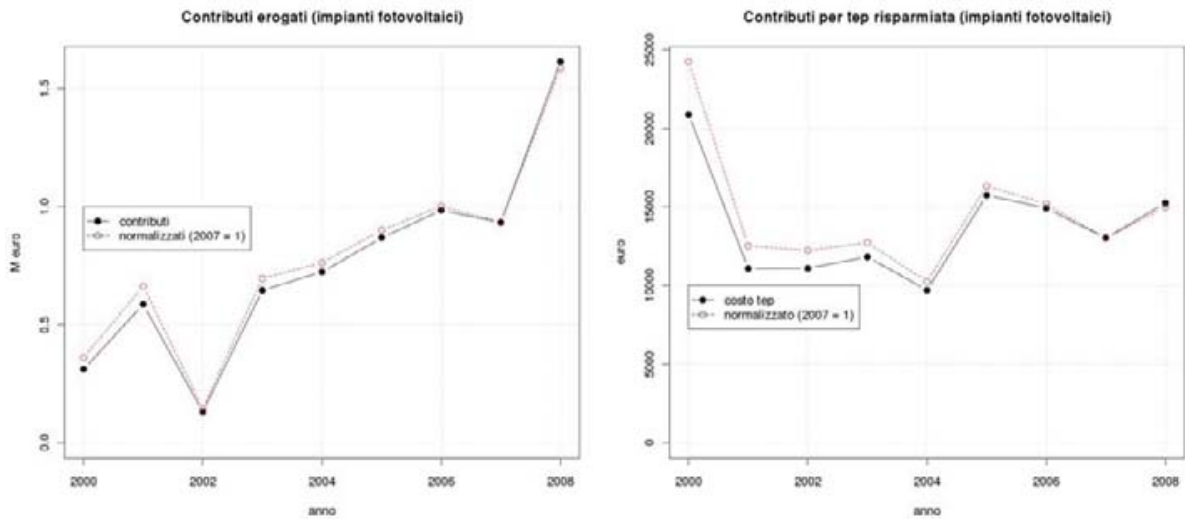 Contributi erogati (impianti fotovoltaici)
1.5
1.0
0.5
0.0
M euro
contributi
normalizzati (2007 = 1)
2000
2002
2004
2006
2008
anno
Contributi per tep risparmiata (impianti fotovoltaici)
25000
20000
15000
10000
5000
0
euro
costo tep
normalizzato (2007 = 1)
2000
2002
2004
2006
2008
anno